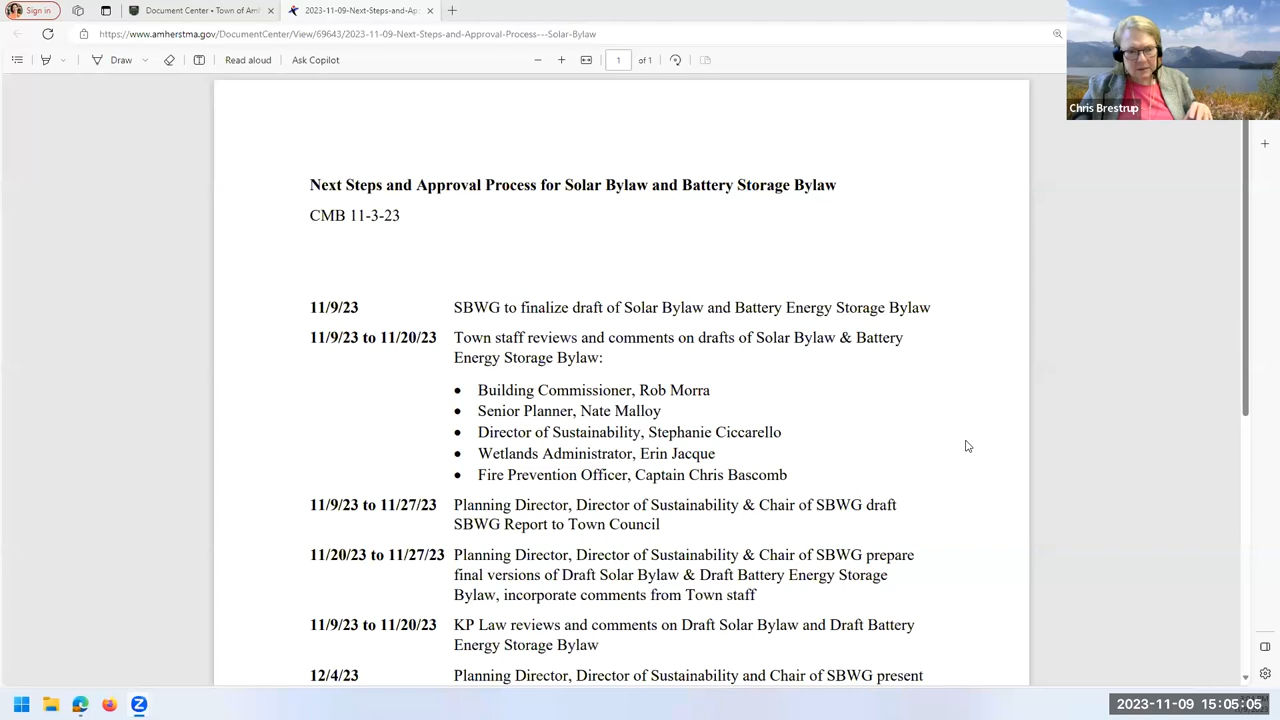 Sign in
Document Center • Town of Am
2023-11-09-Next-Steps-and-Ap
https://www.amherstma.gov/DocumentCenter/View/69643/2023-11-09-Next-Steps-and-Approval-Process---Solar-Bylaw
Draw
Read aloud
Ask Copilot
1
of 1
Chris Brestrup
Next Steps and Approval Process for Solar Bylaw and Battery Storage Bylaw
CMB 11-3-23
11/9/23 SBWG to finalize draft of Solar Bylaw and Battery Energy Storage Bylaw
11/9/23 to 11/20/23 Town staff reviews and comments on drafts of Solar Bylaw & Battery
Energy Storage Bylaw:
• Building Commissioner, Rob Morra
• Senior Planner, Nate Malloy
• Director of Sustainability, Stephanie Ciccarello
• Wetlands Administrator, Erin Jacque
• Fire Prevention Officer, Captain Chris Bascomb
11/9/23 to 11/27/23 Planning Director, Director of Sustainability & Chair of SBWG draft
SBWG Report to Town Council
11/20/23 to 11/27/23 Planning Director, Director of Sustainability & Chair of SBWG prepare
final versions of Draft Solar Bylaw & Draft Battery Energy Storage
Bylaw, incorporate comments from Town staff
11/9/23 to 11/20/23 KP Law reviews and comments on Draft Solar Bylaw and Draft Battery
Energy Storage Bylaw
12/4/23 Planning Director, Director of Sustainability and Chair of SBWG present
2023-11-09 15:05:05